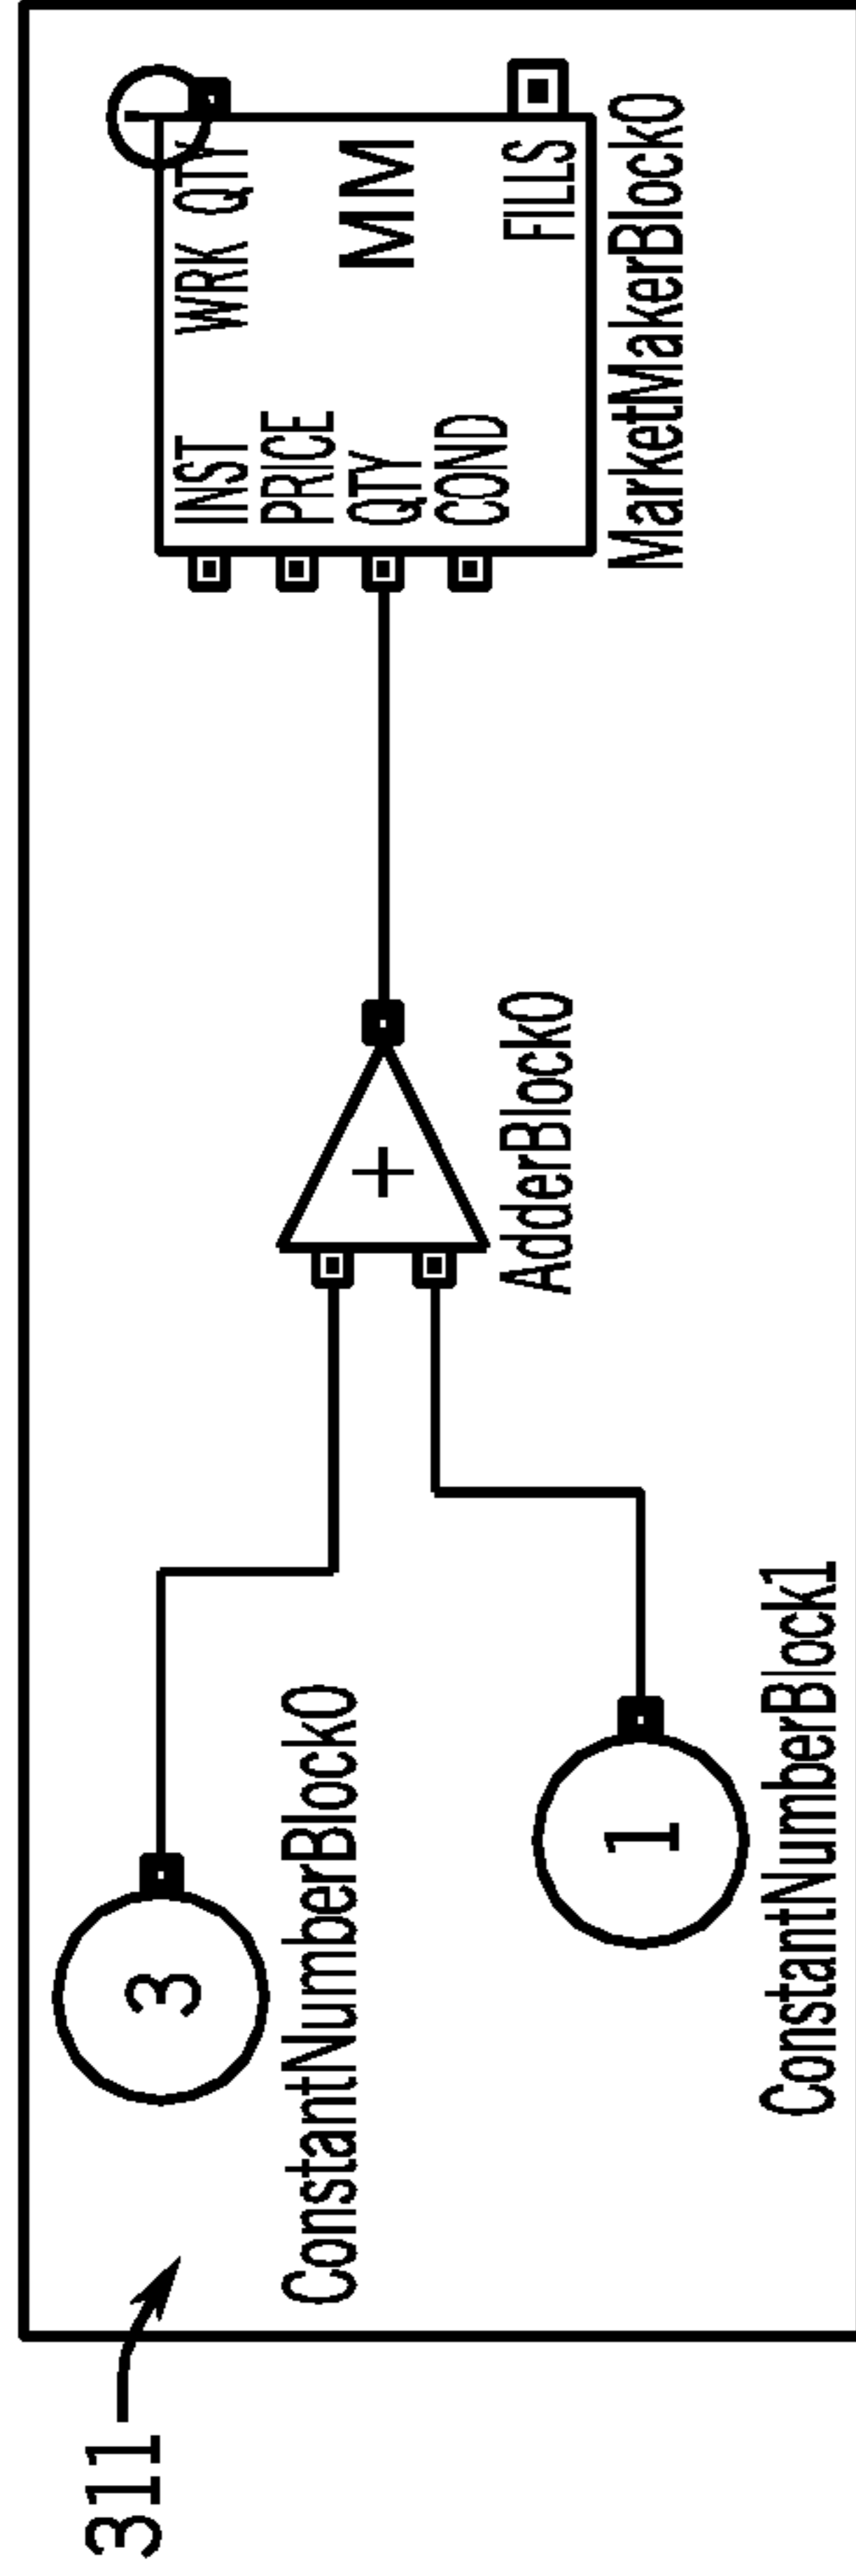 311
3
ConstantNumberBlock0
1
ConstantNumberBlock1
+
AdderBlock0
INST WRK QTY
PRICE
QTY MM
COND
FILLS
MarketMakerBlock0